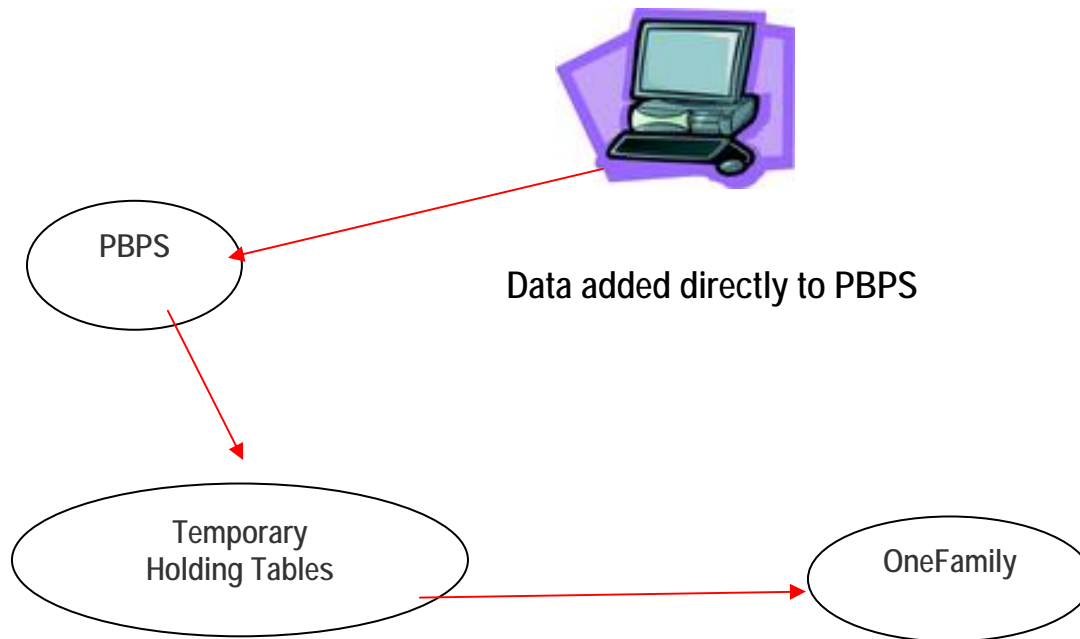 PBPS
Data added directly to PBPS
Temporary
Holding Tables
OneFamily